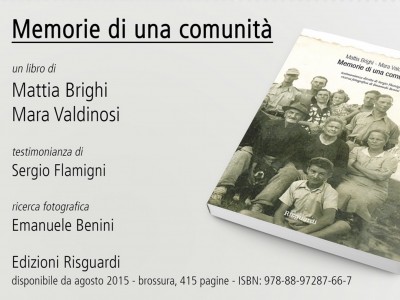 Memorie di una comunità
un libro di
Mattia Brighi
Mara Valdinosi
testimonianza di
Sergio Flamigni
ricerca fotografica
Emanuele Benini
Edizioni Risguardi
disponibile da agosto 2015 - brossura, 415 pagine - ISBN: 978-88-97287-66-7
Mattia Brighi - Mara
Memorie di una